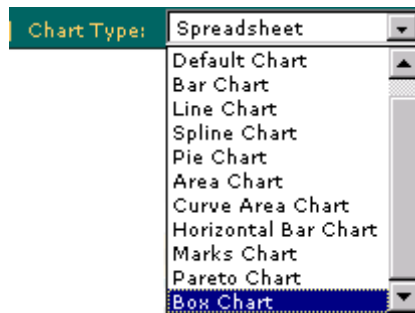 Chart Type: Spreadsheet
Default Chart
Bar Chart
Line Chart
Spline Chart
Pie Chart
Area Chart
Curve Area Chart
Horizontal Bar Chart
Marks Chart
Pareto Chart
Box Chart